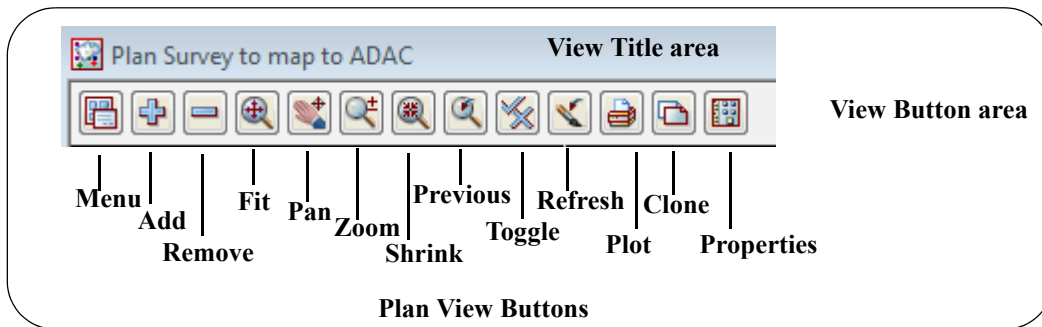 Plan Survey to map to ADAC
View Title area
View Button area
Menu
Add
Remove
Fit
Pan
Zoom
Shrink
Previous
Toggle
Refresh
Plot
Clone
Properties
Plan View Buttons